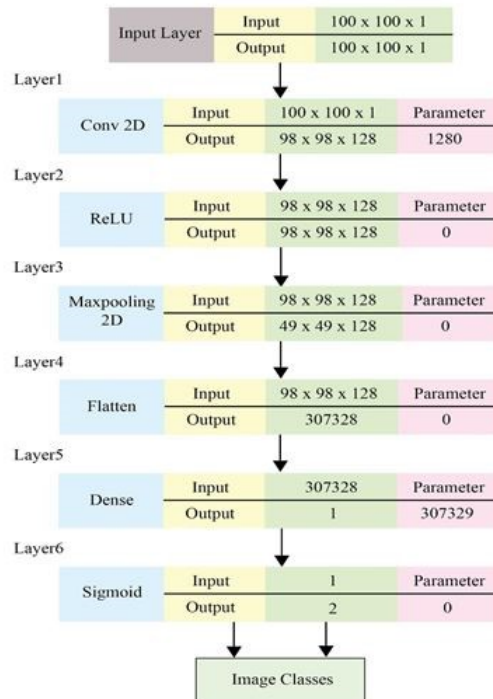 Input Layer Input 100 x 100 x 1
Output 100 x 100 x 1
Layer1
Conv 2D Input 100 x 100 x 1 Parameter
Output 98 x 98 x 128 1280
Layer2
ReLU Input 98 x 98 x 128 Parameter
Output 98 x 98 x 128 0
Layer3
Maxpooling 2D Input 98 x 98 x 128 Parameter
Output 49 x 49 x 128 0
Layer4
Flatten Input 98 x 98 x 128 Parameter
Output 307328 0
Layer5
Dense Input 307328 Parameter
Output 1 307329
Layer6
Sigmoid Input 1 Parameter
Output 2 0
Image Classes